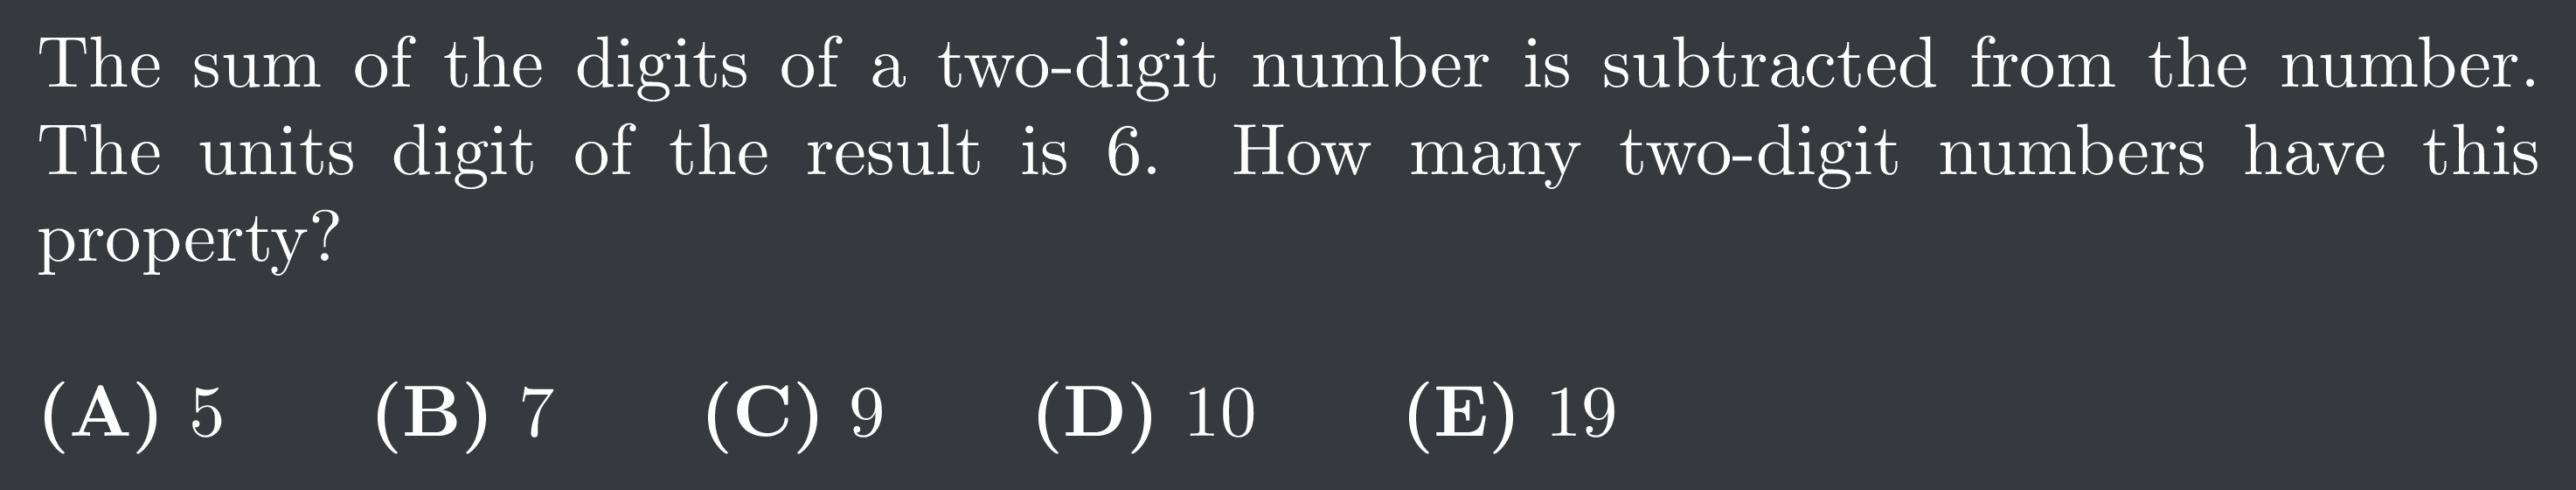 The sum of the digits of a two-digit number is subtracted from the number.
The units digit of the result is 6. How many two-digit numbers have this
property?
(A) 5 (B) 7 (C) 9 (D) 10 (E) 19